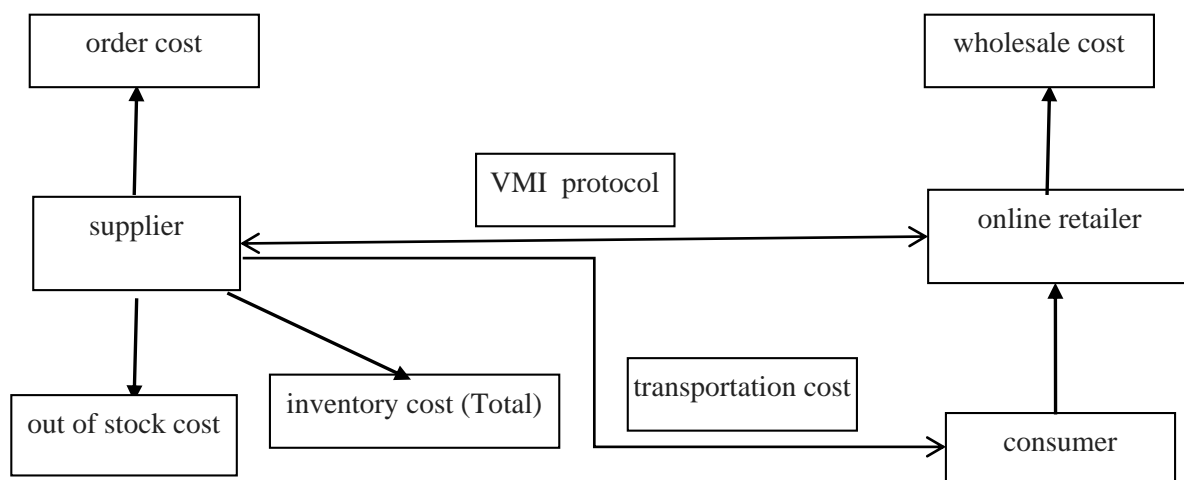 order cost
wholesale cost
VMI protocol
supplier
online retailer
transportation cost
inventory cost (Total)
out of stock cost
consumer